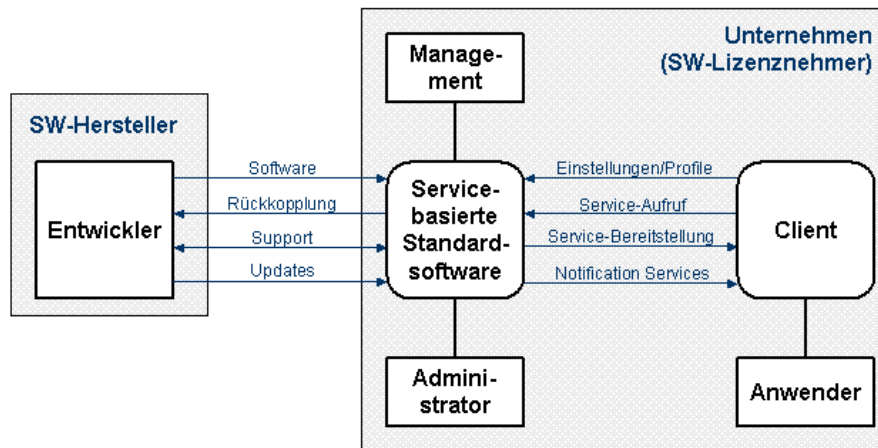 Unternehmen
(SW-Lizenznehmer)
Manage-
ment
SW-Hersteller
Entwickler
Software
Rückkopplung
Support
Updates
Service-
basierte
Standard-
software
Einstellungen/Profile
Service-Aufruf
Service-Bereitstellung
Notification Services
Client
Admini-
strator
Anwender